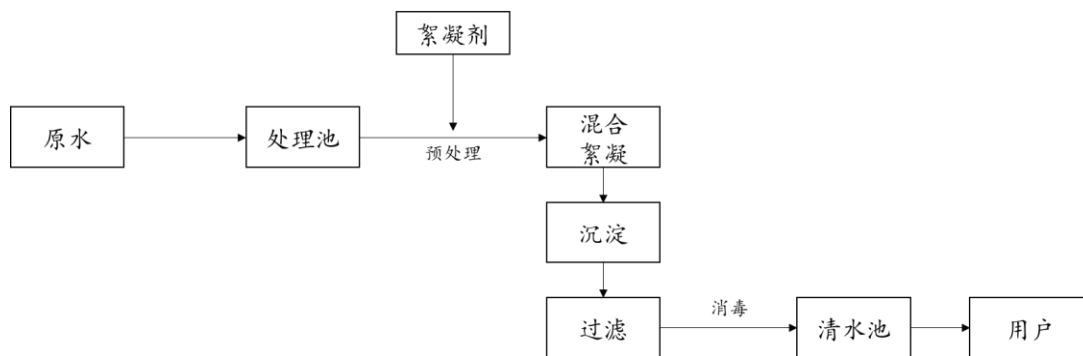 絮凝剂
原水
处理池
预处理
混合
絮凝
沉淀
过滤
消毒
清水池
用户